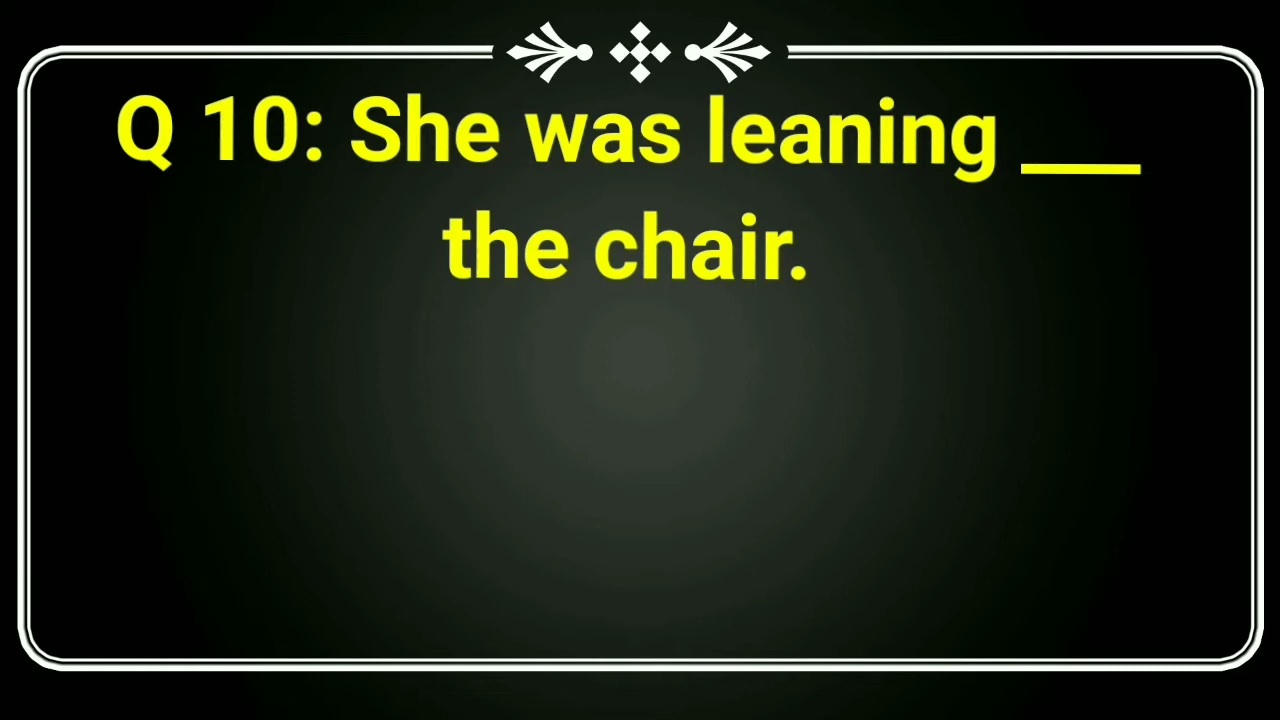 Q 10: She was leaning ___
the chair.